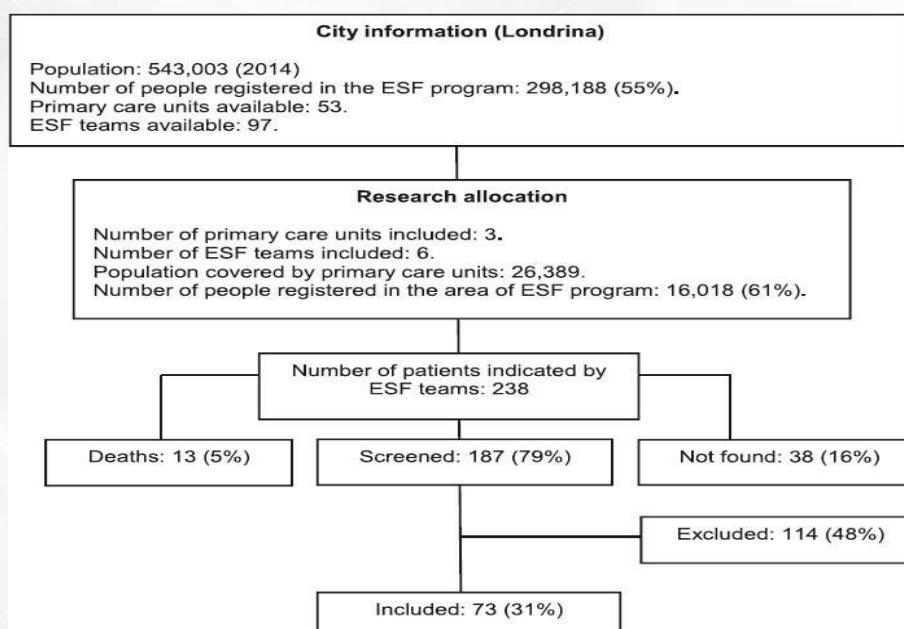 City information (Londrina)
Population: 543,003 (2014)
Number of people registered in the ESF program: 298,188 (55%).
Primary care units available: 53.
ESF teams available: 97.
Research allocation
Number of primary care units included: 3.
Number of ESF teams included: 6.
Population covered by primary care units: 26,389.
Number of people registered in the area of ESF program: 16,018 (61%).
Number of patients indicated by
ESF teams: 238
Deaths: 13 (5%)
Screened: 187 (79%)
Not found: 38 (16%)
Excluded: 114 (48%)
Included: 73 (31%)